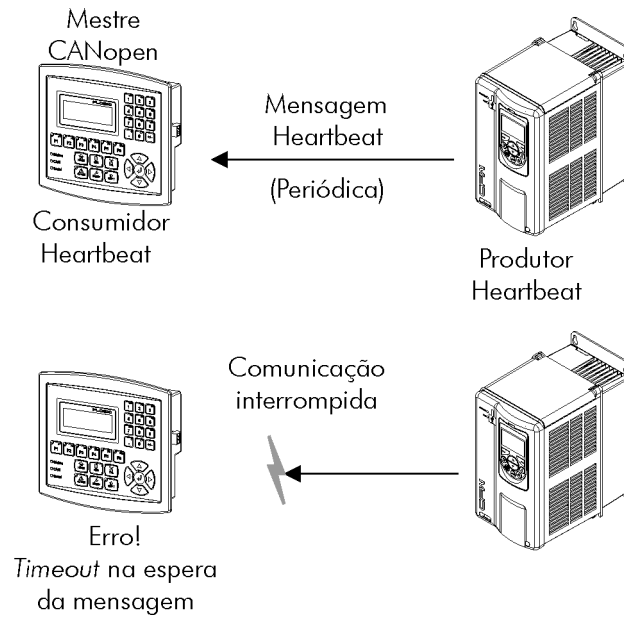 Mestre
CANopen
Mensagem
Heartbeat
(Periódica)
Consumidor
Heartbeat
Produtor
Heartbeat
Comunicação
interrompida
Erro!
Timeout na espera
da mensagem